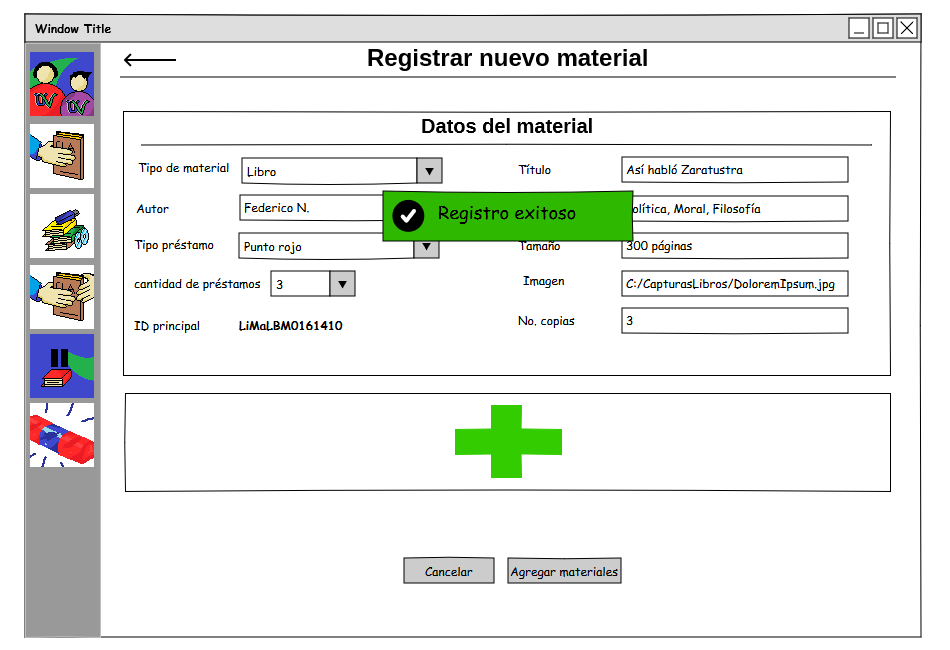 Window Title
Registrar nuevo material
Datos del material
Tipo de material Libro Título Así habló Zaratustra
Autor Federico N. Registro exitoso olítica, Moral, Filosofía
Tipo préstamo Punto rojo Tamaño 300 páginas
cantidad de préstamos 3 Imagen C:/CapturasLibros/DoloremIpsum.jpg
ID principal LiMaLBM0161410 No. copias 3
Cancelar Agregar materiales